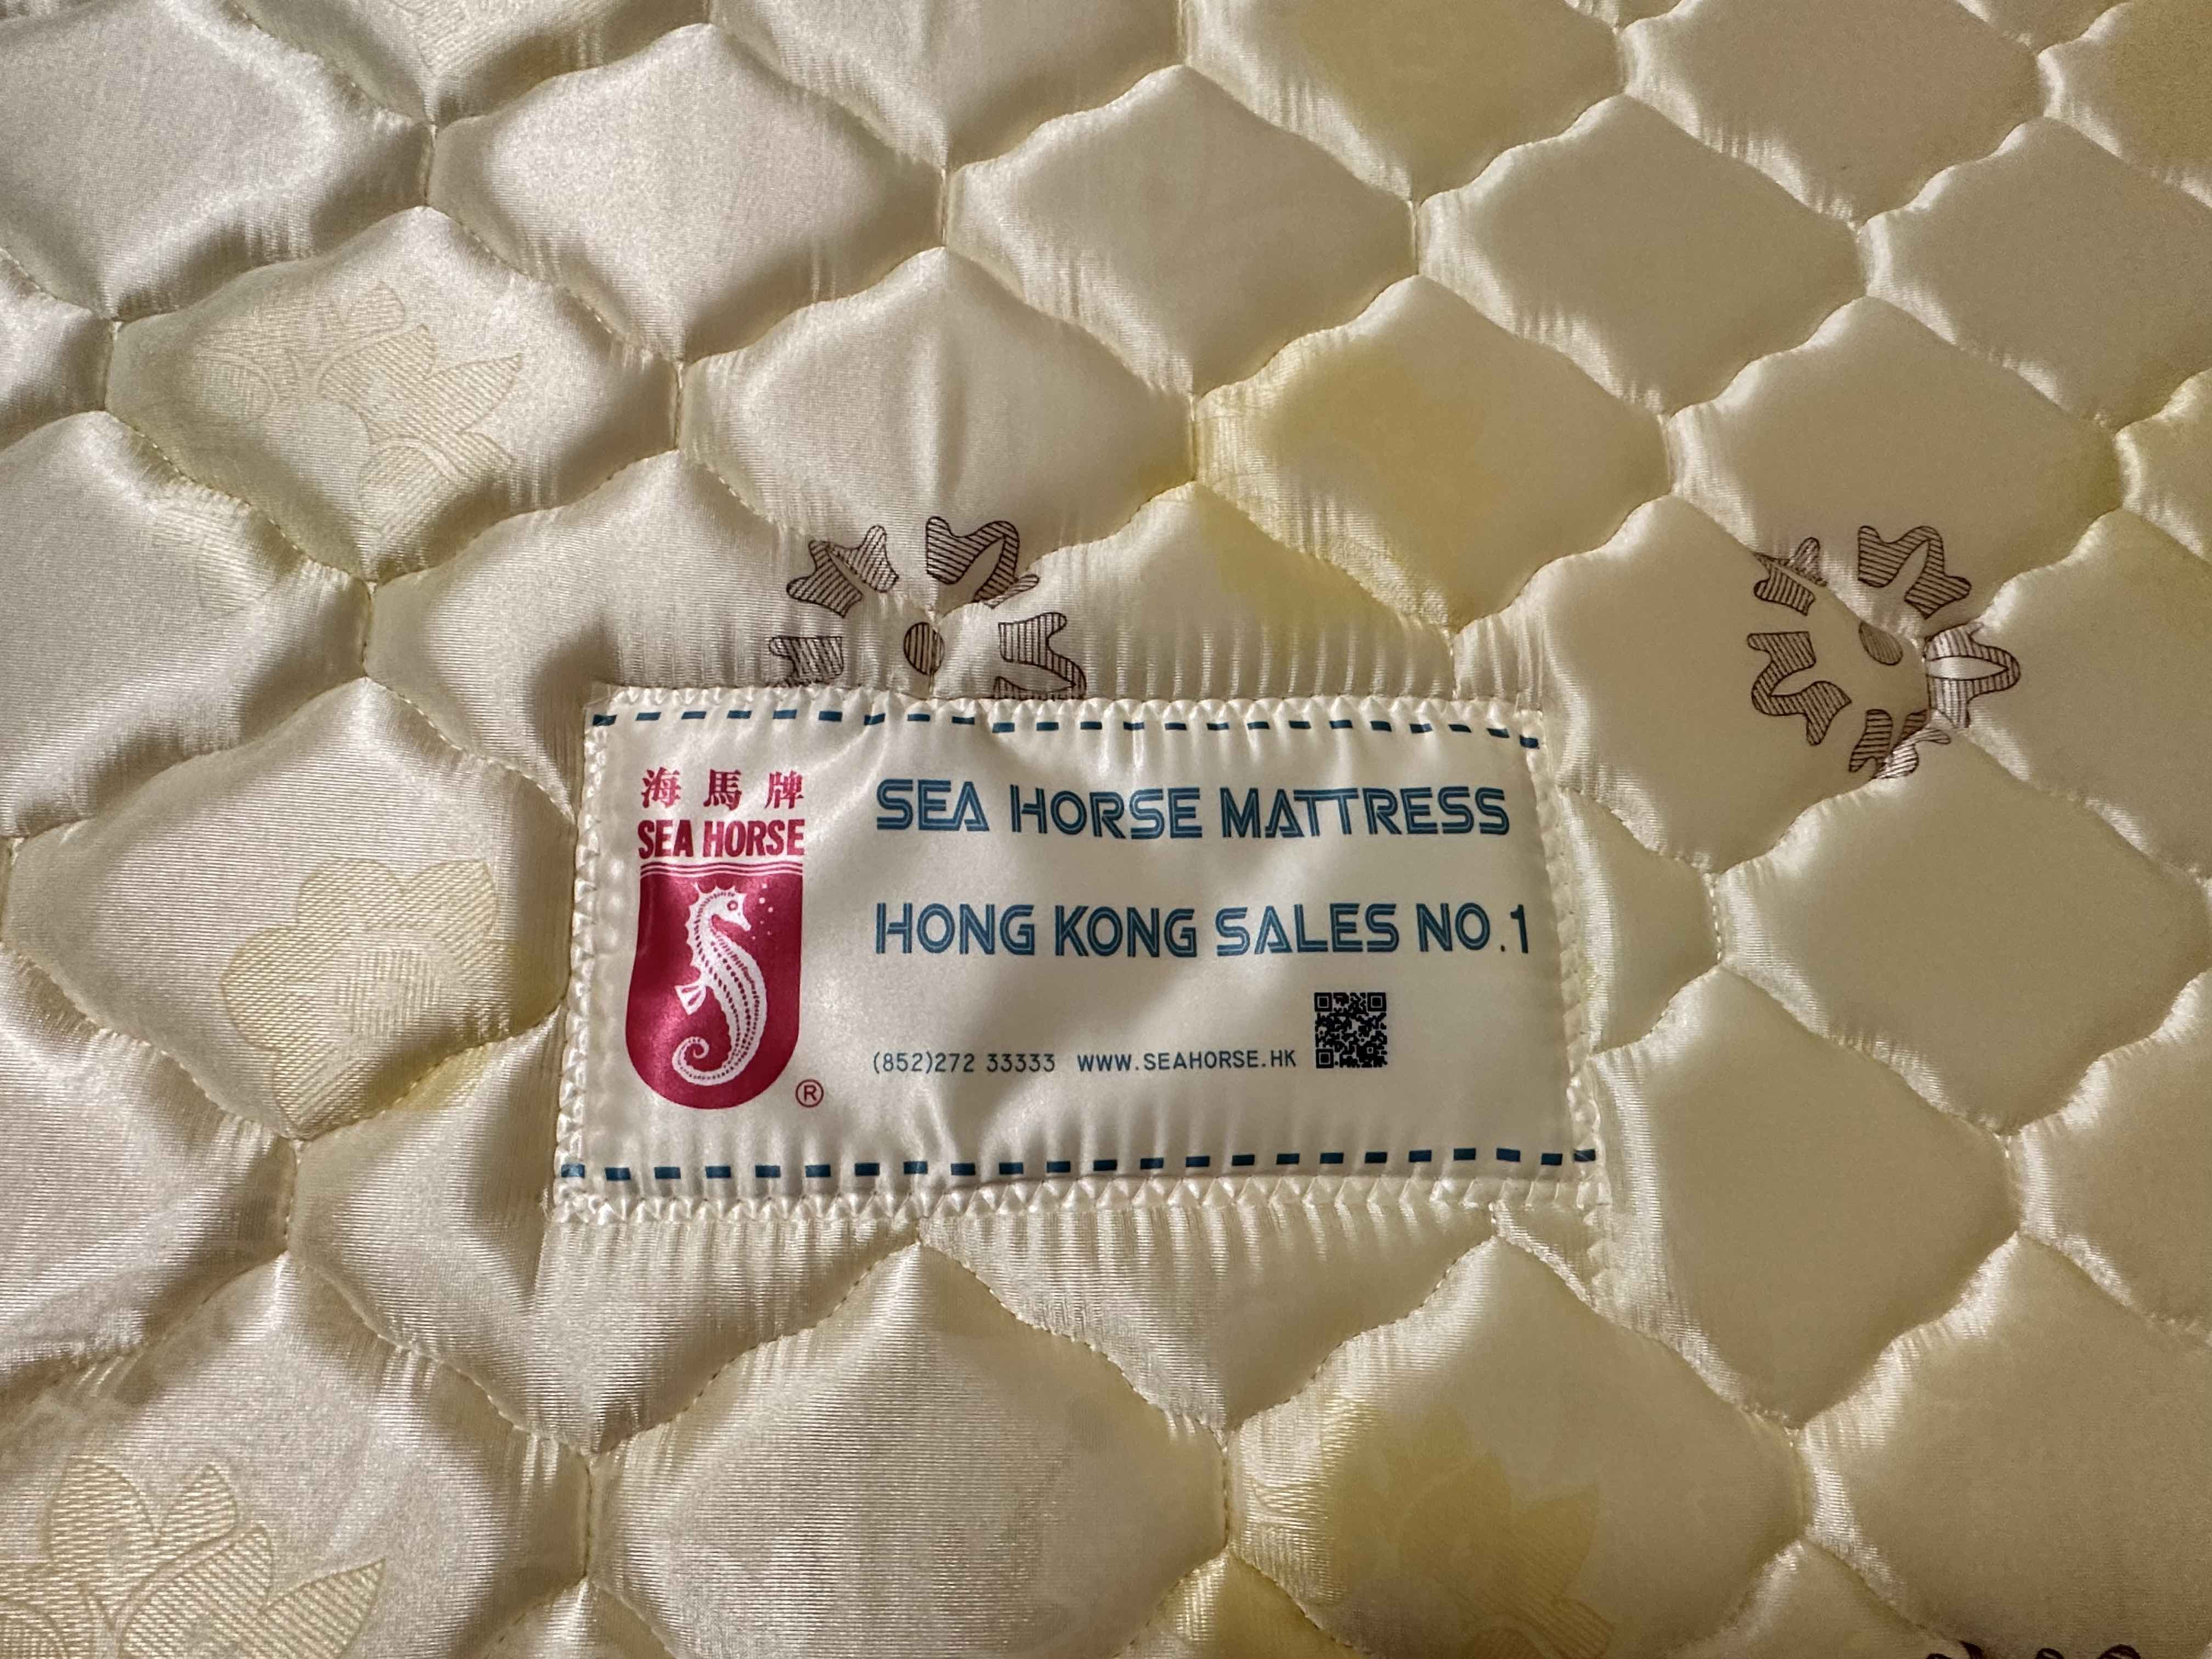 海馬牌
SEA HORSE
®
SEA HORSE MATTRESS
HONG KONG SALES NO.1
(852)272 33333 WWW.SEAHORSE.HK